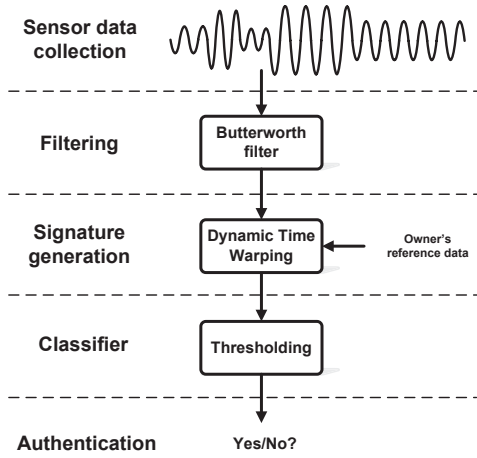 Sensor data
collection
Filtering
Butterworth
filter
Signature
generation
Dynamic Time
Warping
Owner's
reference data
Classifier
Thresholding
Authentication
Yes/No?